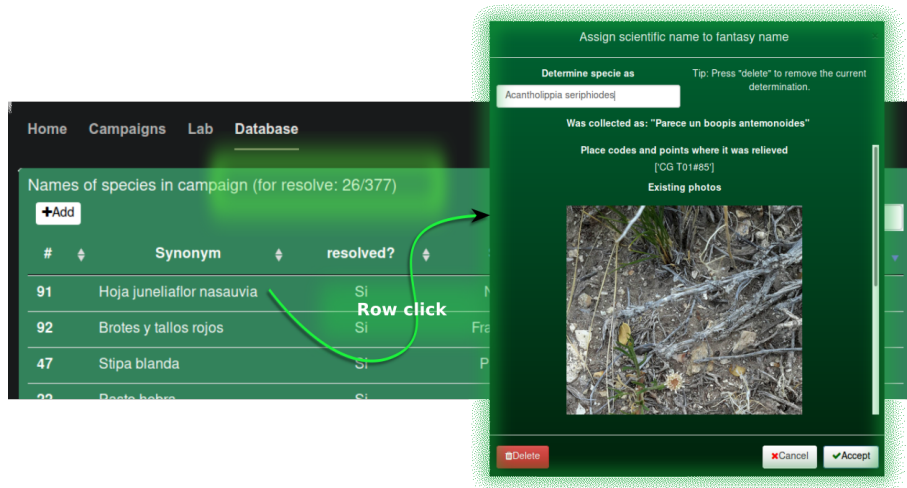 Assign scientific name to fantasy name
Determine specie as
Tip: Press "delete" to remove the current
determination.
Acantholippia seriphiodes
Was collected as: "Parece un boopis antemonoides"
Place codes and points where it was relieved
['CG T01#85']
Existing photos
Delete
Cancel
Accept
Home Campaigns Lab Database
Names of species in campaign (for resolve: 26/377)
Add
# Synonym resolved?
91 Hoja juneliaflor nasauvia Si N
92 Brotes y tallos rojos Si Fra
47 Stipa blanda Si P
Row click